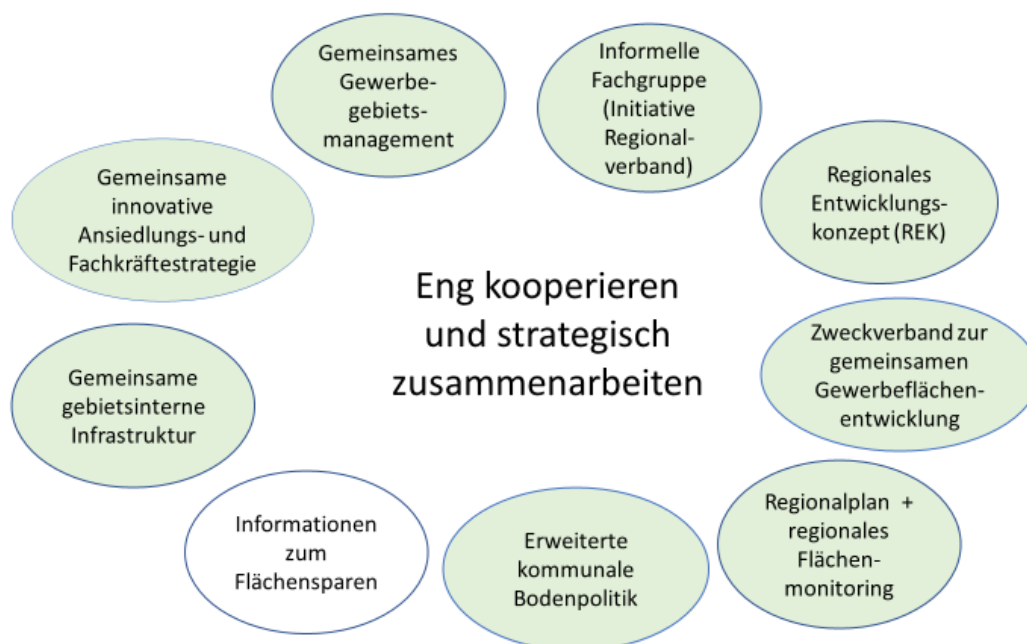 Gemeinsames
Gewerbe-
gebiets-
management
Informelle
Fachgruppe
(Initiative
Regional-
verband)
Gemeinsame
innovative
Ansiedlungs- und
Fachkräftestrategie
Regionales
Entwicklungs-
konzept (REK)
Eng kooperieren
und strategisch
zusammenarbeiten
Zweckverband zur
gemeinsamen
Gewerbeflächen-
entwicklung
Gemeinsame
gebietsinterne
Infrastruktur
Informationen
zum
Flächensparen
Erweiterte
kommunale
Bodenpolitik
Regionalplan +
regionales
Flächen-
monitoring